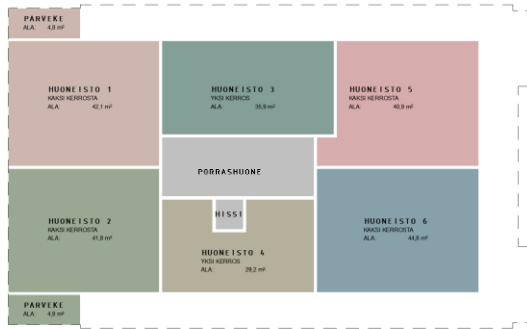 PARVEKE
ALA: 4,8 m²
HUONEISTO 1
KAKSI KERROSTA
ALA: 42,1 m²
HUONEISTO 3
YKSI KERROS
ALA: 35,9 m²
HUONEISTO 5
KAKSI KERROSTA
ALA: 40,9 m²
PORRASHUONE
HISSI
HUONEISTO 2
KAKSI KERROSTA
ALA: 41,8 m²
HUONEISTO 4
YKSI KERROS
ALA: 29,2 m²
HUONEISTO 6
KAKSI KERROSTA
ALA: 44,8 m²
PARVEKE
ALA: 4,8 m²